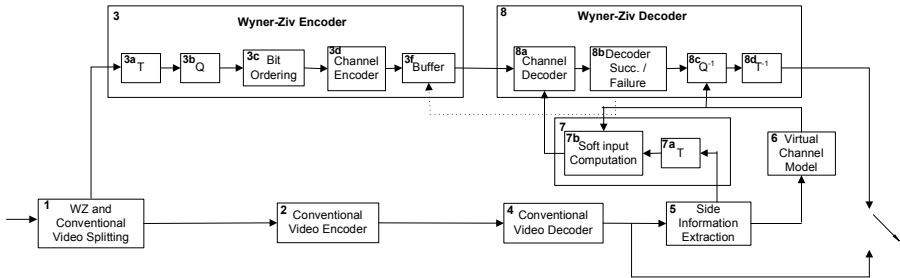 3
Wyner-Ziv Encoder
3a T
3b Q
3c Bit
Ordering
3d Channel
Encoder
3f Buffer
8
Wyner-Ziv Decoder
8a Channel
Decoder
8b Decoder
Succ. /
Failure
8c Q-1
8d T-1
7
7b Soft input
Computation
7a T
6 Virtual
Channel
Model
1 WZ and
Conventional
Video Splitting
2 Conventional
Video Encoder
4 Conventional
Video Decoder
5 Side
Information
Extraction